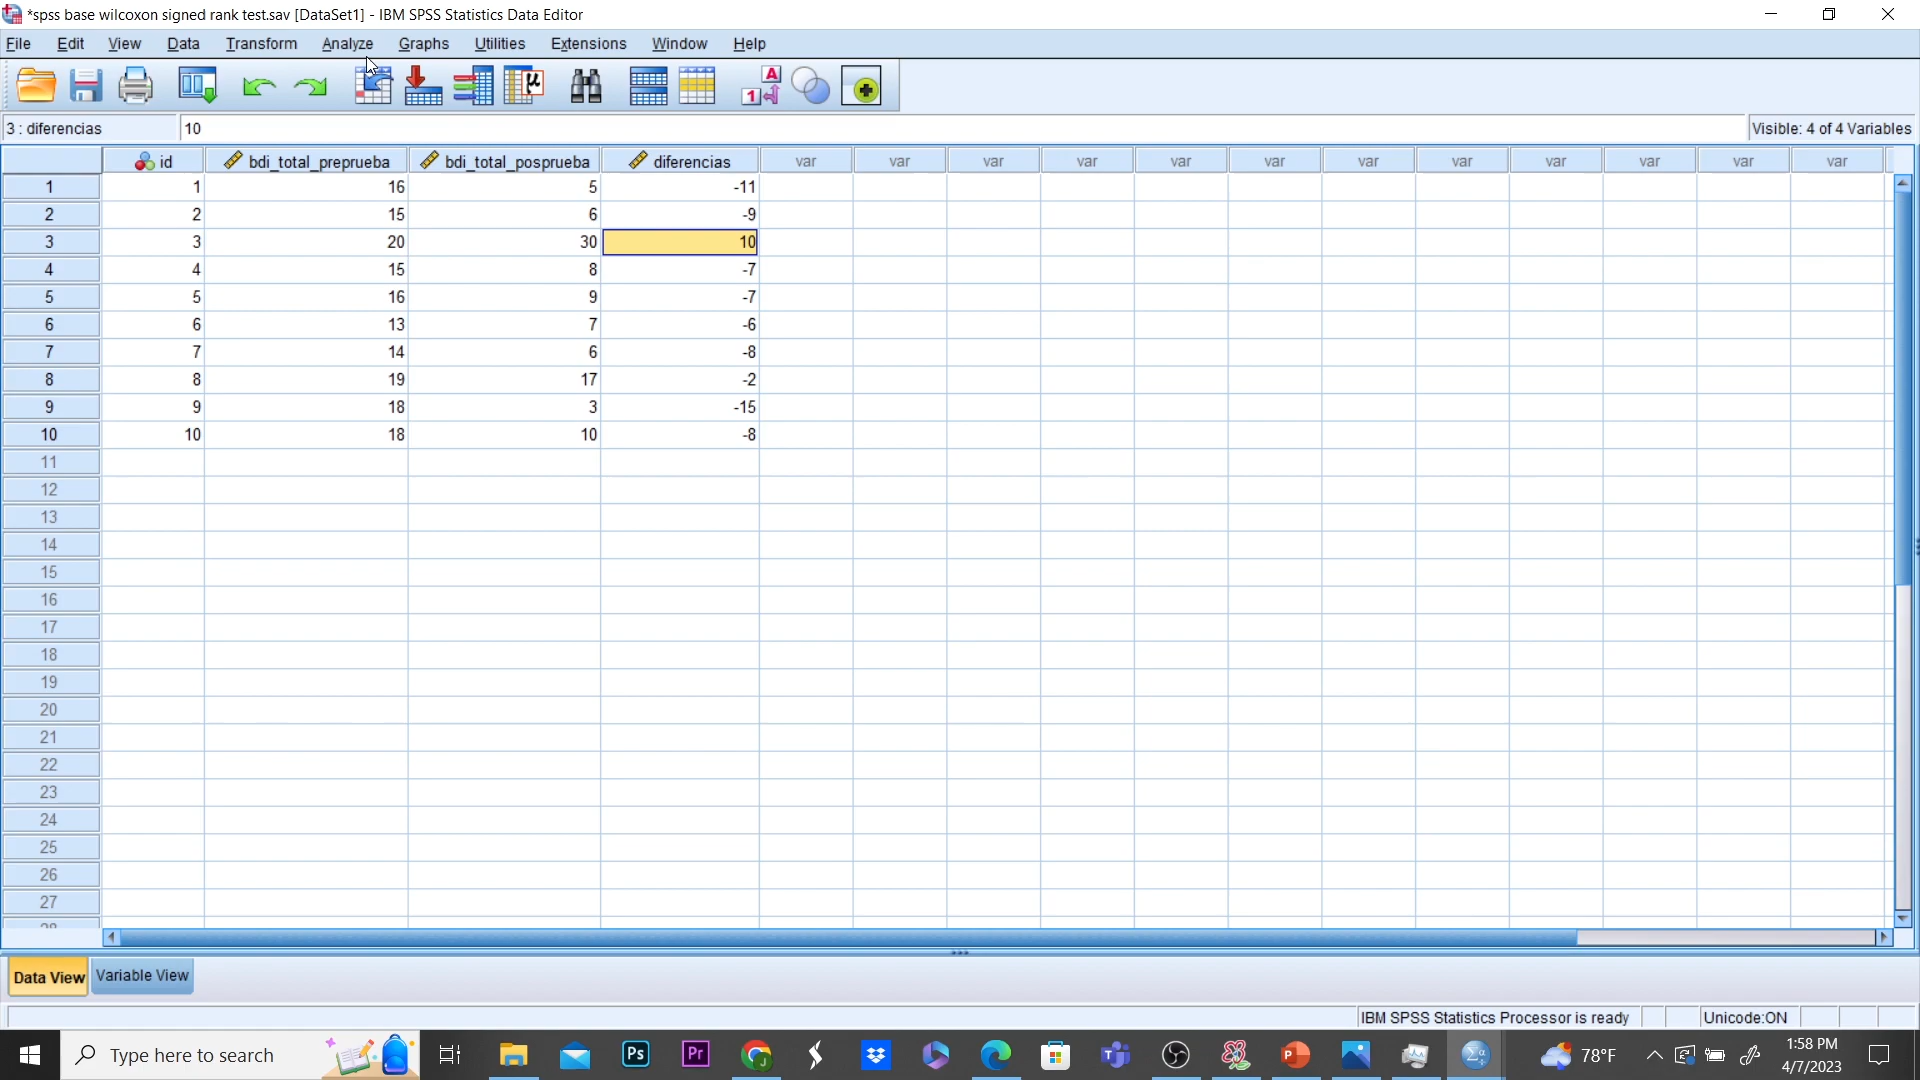 *spss base wilcoxon signed rank test.sav [DataSet1] - IBM SPSS Statistics Data Editor
File Edit View Data Transform Analyze Graphs Utilities Extensions Window Help
3 : diferencias 10 Visible: 4 of 4 Variables
id bdi_total_preprueba bdi_total_posprueba diferencias var var var var var var var var var var var var
1 1 16 5 -11
2 2 15 6 -9
3 3 20 30 10
4 4 15 8 -7
5 5 16 9 -7
6 6 13 7 -6
7 7 14 6 -8
8 8 19 17 -2
9 9 18 3 -15
10 10 18 10 -8
11
12
13
14
15
16
17
18
19
20
21
22
23
24
25
26
27
28
Data View Variable View
IBM SPSS Statistics Processor is ready Unicode:ON
Type here to search Ps Pr 78°F 1:58 PM
4/7/2023